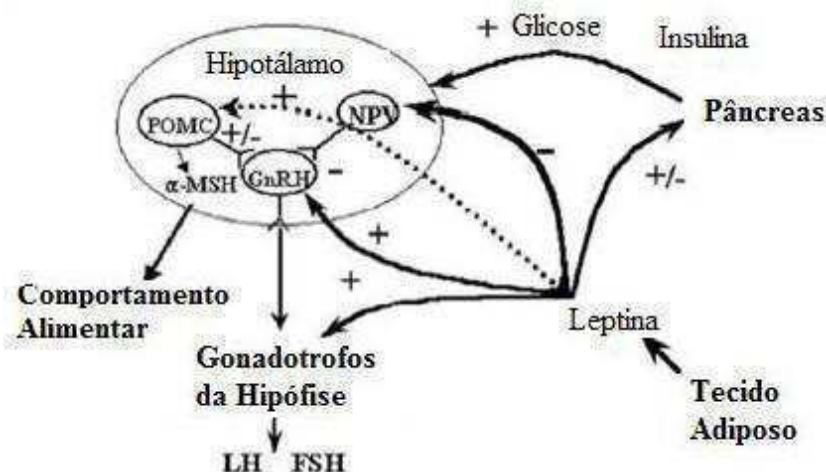 + Glicose
Insulina
Hipotálamo
Pâncreas
+
POMC
+/-
NPY
α-MSH
GnRH
-
-
+/-
+
+
Comportamento
Alimentar
Leptina
Gonadotrofos
da Hipófise
Tecido
Adiposo
LH FSH